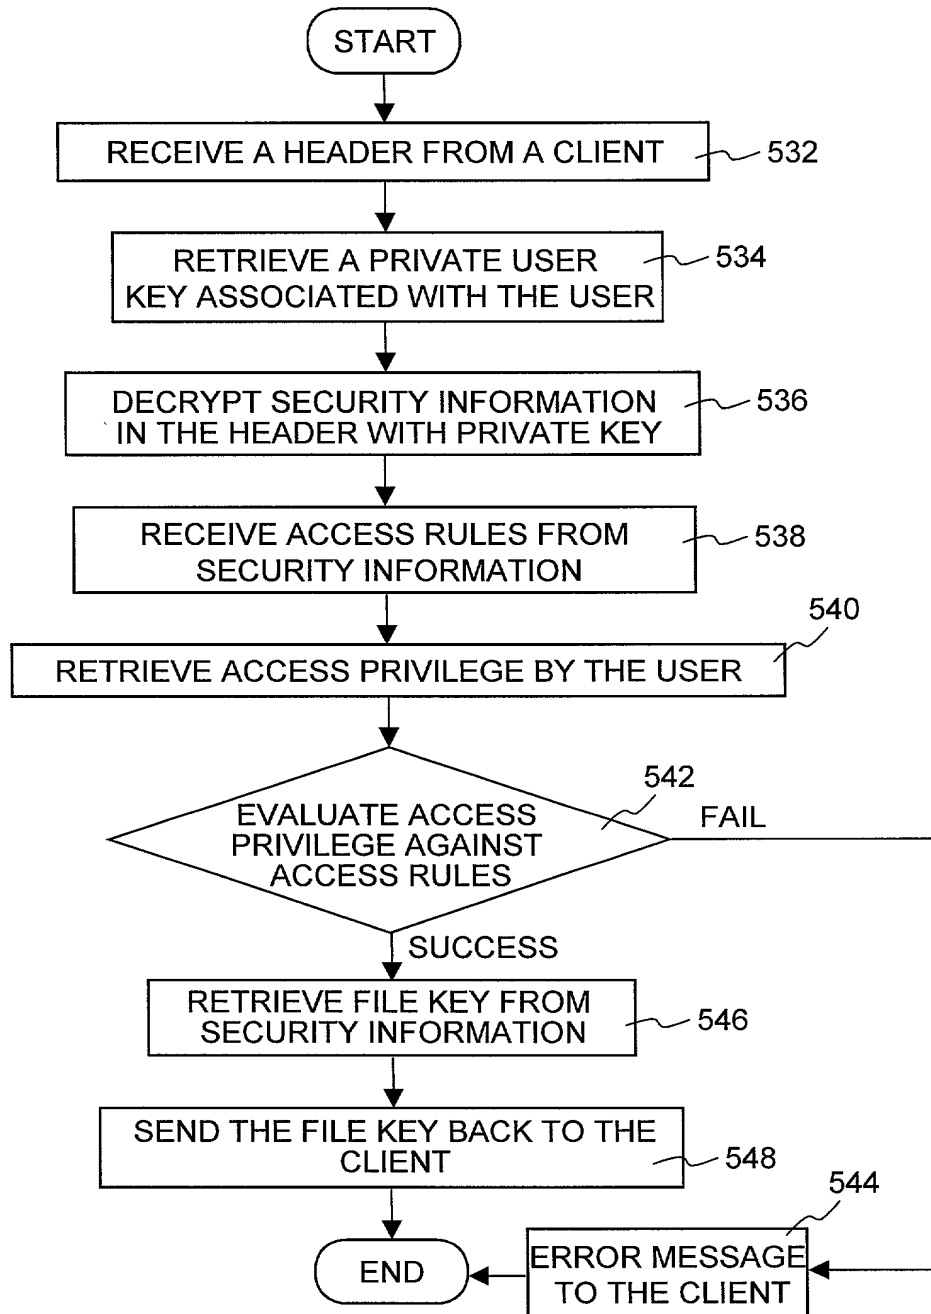 START
RECEIVE A HEADER FROM A CLIENT
532
RETRIEVE A PRIVATE USER
KEY ASSOCIATED WITH THE USER
534
DECRYPT SECURITY INFORMATION
IN THE HEADER WITH PRIVATE KEY
536
RECEIVE ACCESS RULES FROM
SECURITY INFORMATION
538
540
RETRIEVE ACCESS PRIVILEGE BY THE USER
542
EVALUATE ACCESS
PRIVILEGE AGAINST
ACCESS RULES
FAIL
SUCCESS
RETRIEVE FILE KEY FROM
SECURITY INFORMATION
546
SEND THE FILE KEY BACK TO THE
CLIENT
548
544
END
ERROR MESSAGE
TO THE CLIENT